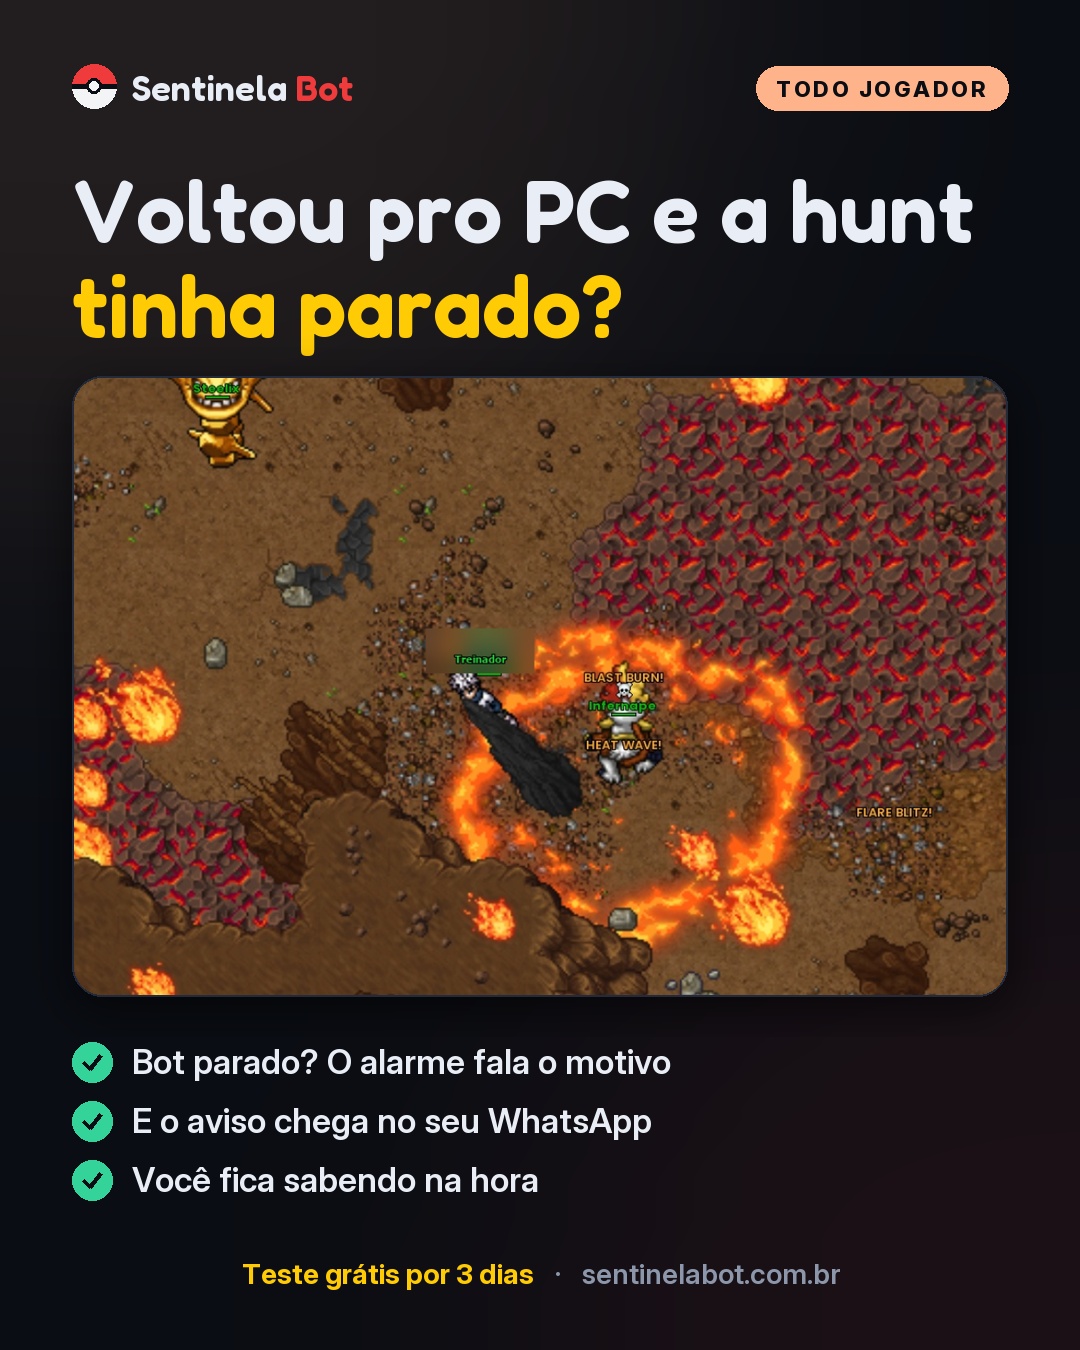 Sentinela Bot
TODO JOGADOR
Voltou pro PC e a hunt
tinha parado?
Steelix
Treinador
BLAST BURN!
Infernape
HEAT WAVE!
FLARE BLITZ!
Bot parado? O alarme fala o motivo
E o aviso chega no seu WhatsApp
Você fica sabendo na hora
Teste grátis por 3 dias · sentinelabot.com.br